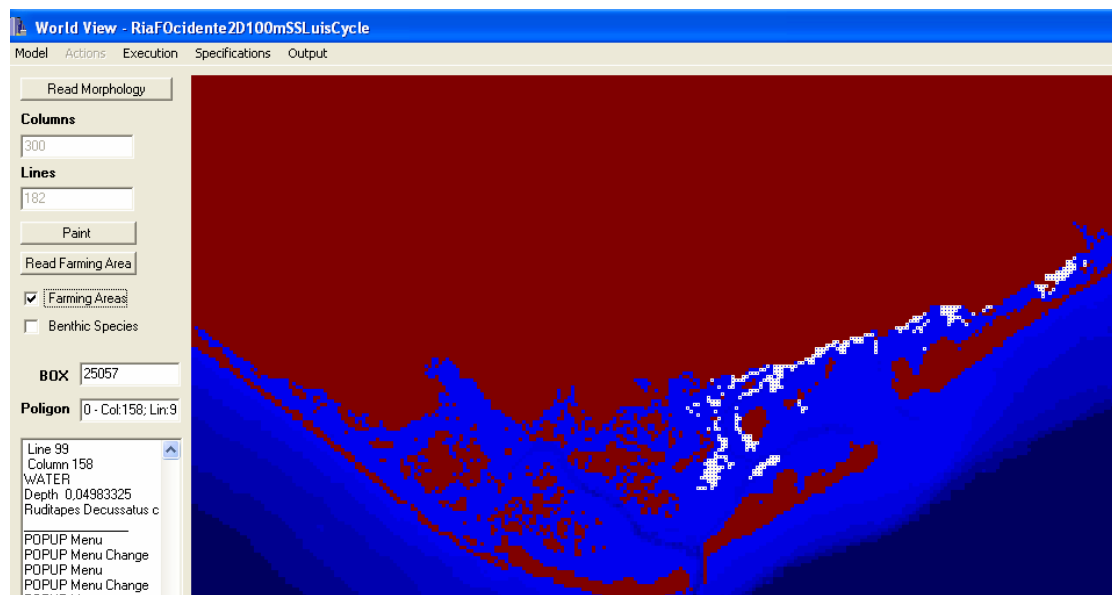 World View - RiaFOcidente2D100mSSLuisCycle
Model Actions Execution Specifications Output
Read Morphology
Columns
300
Lines
182
Paint
Read Farming Area
Farming Areas
Benthic Species
BOX 25057
Poligon 0 - Col:158; Lin:9
Line 99
Column 158
WATER
Depth 0,04983325
Ruditapes Decussatus c
POPUP Menu
POPUP Menu Change
POPUP Menu
POPUP Menu Change